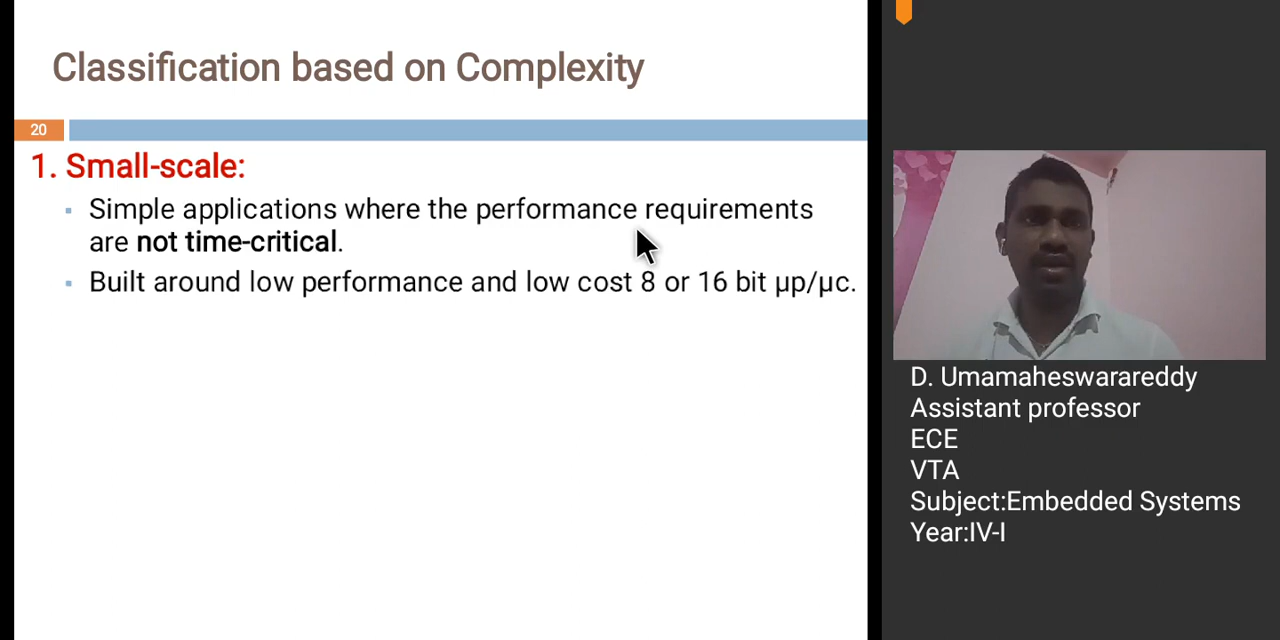 Classification based on Complexity
20
1. Small-scale:
Simple applications where the performance requirements
are not time-critical.
Built around low performance and low cost 8 or 16 bit µp/µc.
D. Umamaheswarareddy
Assistant professor
ECE
VTA
Subject:Embedded Systems
Year:IV-I